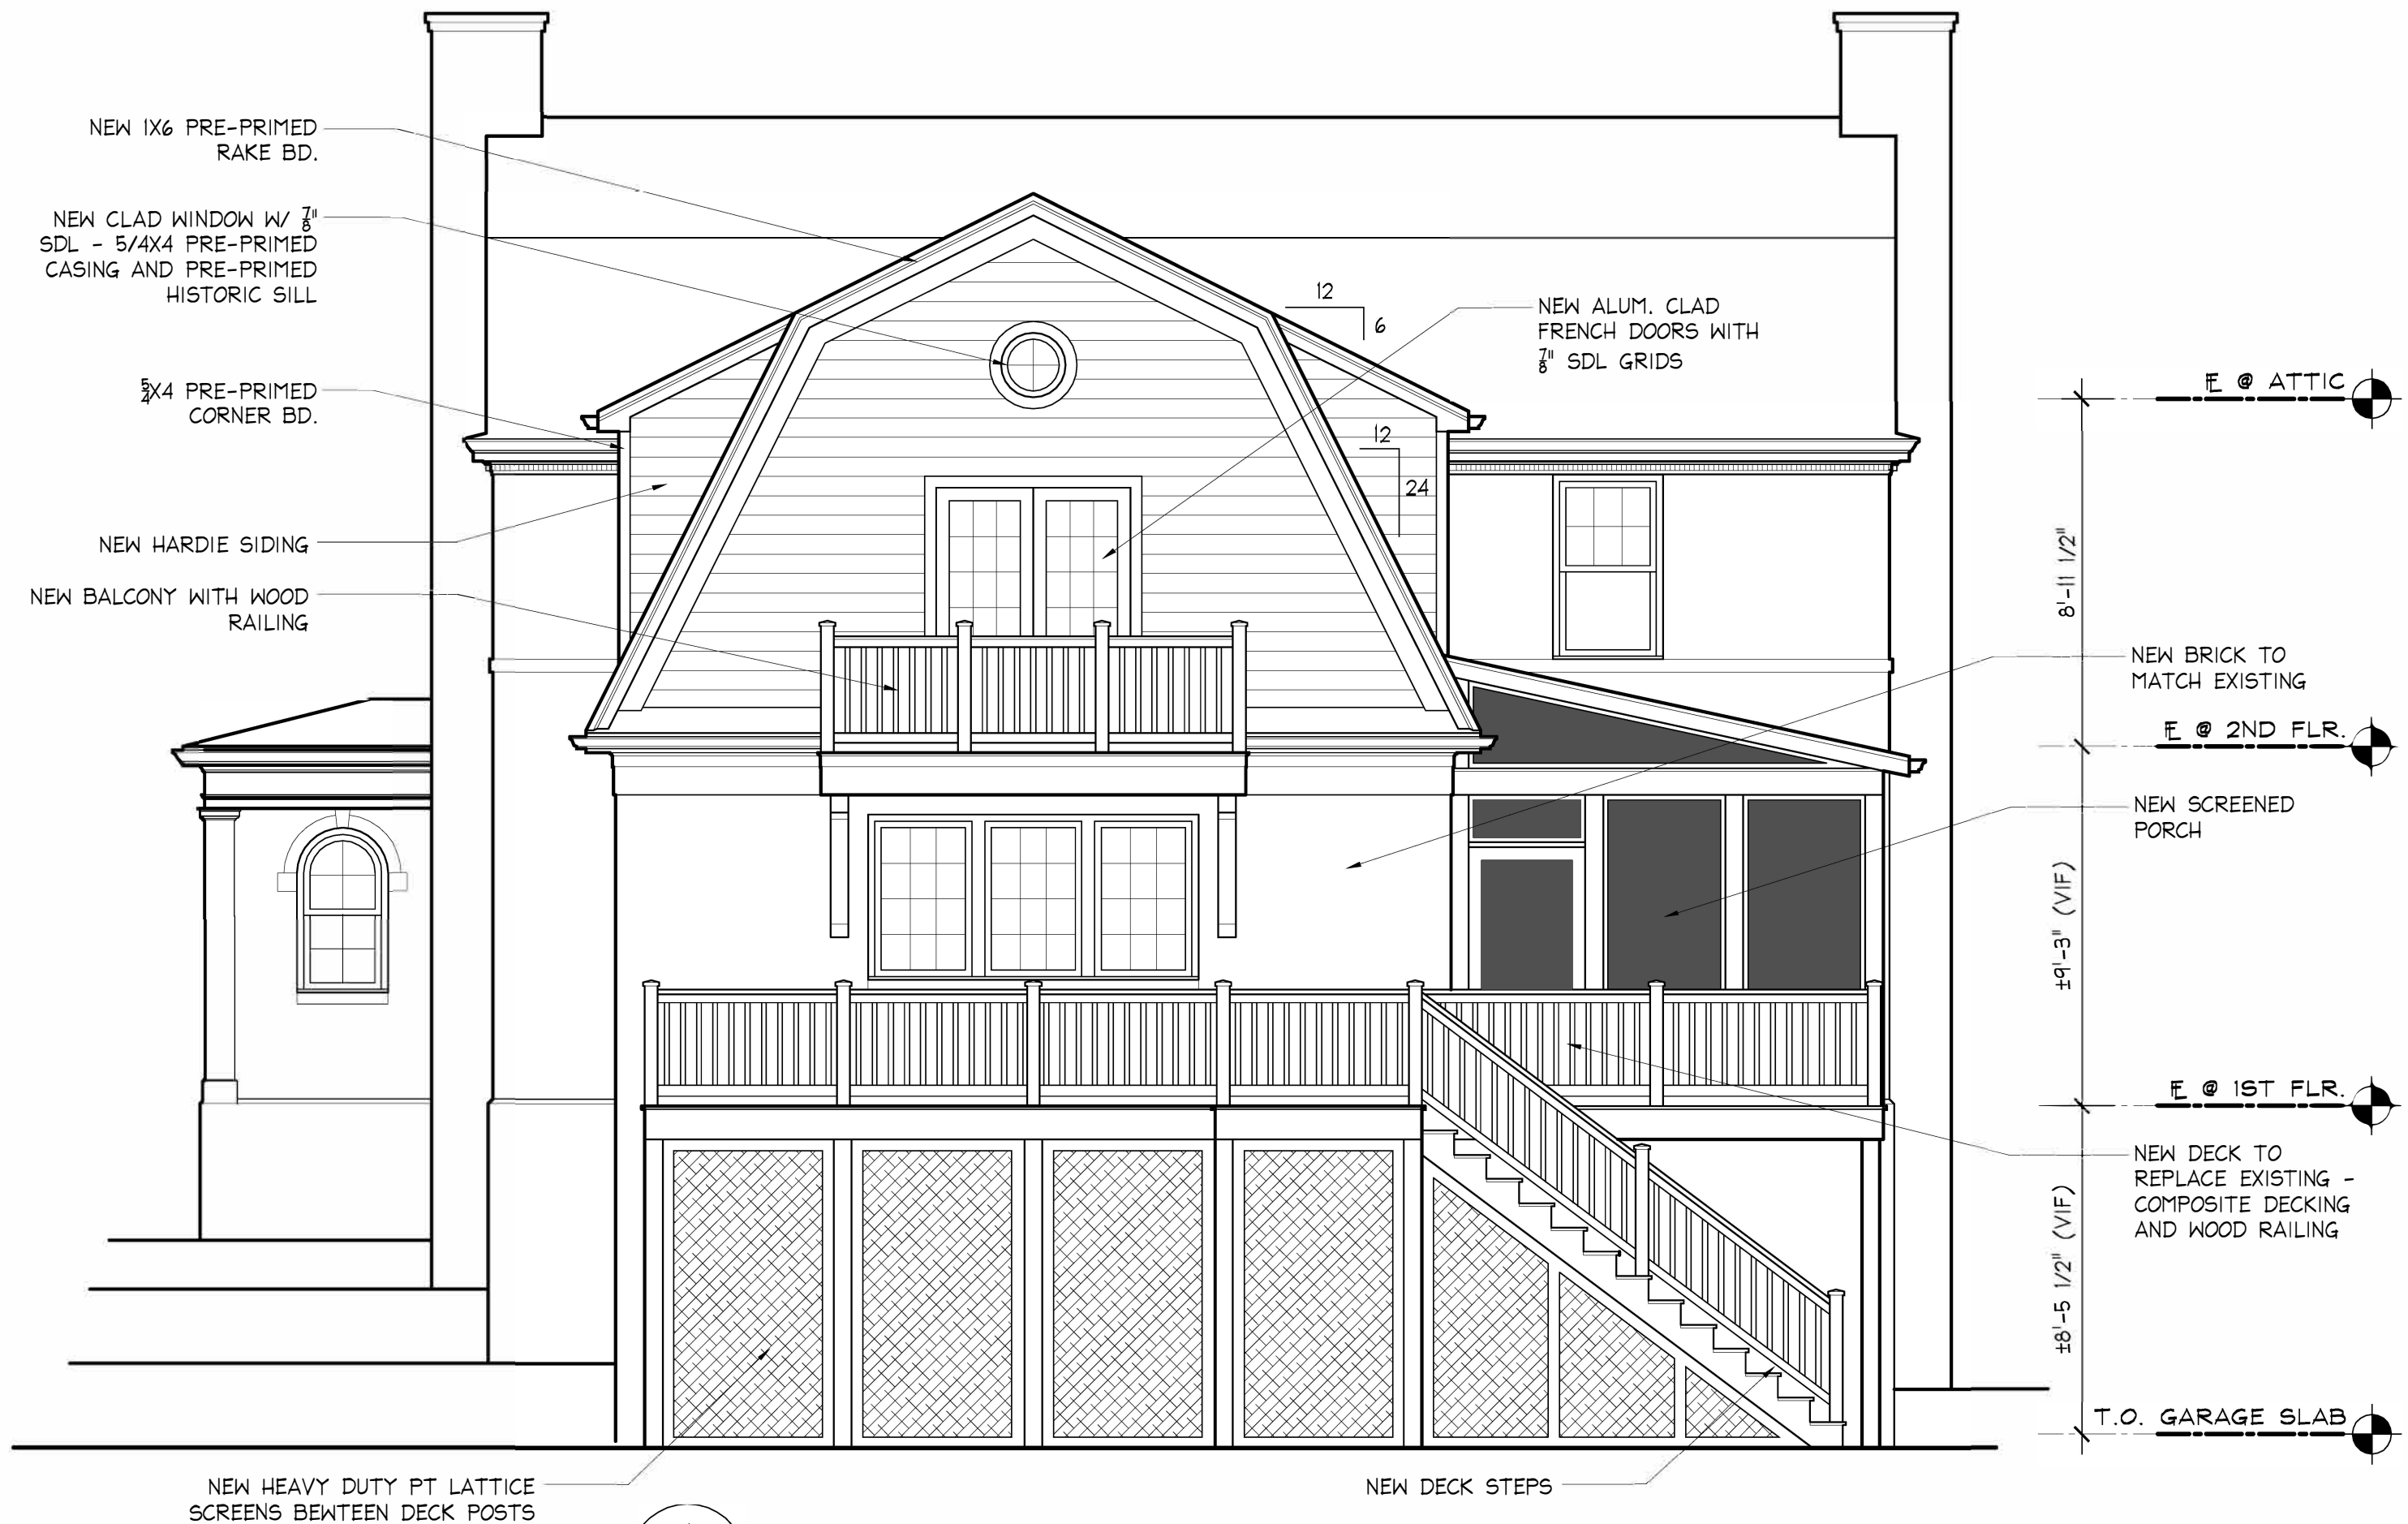 NEW 1X6 PRE-PRIMED
RAKE BD.
NEW CLAD WINDOW W/ 7/8"
SDL - 5/4X4 PRE-PRIMED
CASING AND PRE-PRIMED
HISTORIC SILL
5/4X4 PRE-PRIMED
CORNER BD.
NEW HARDIE SIDING
NEW BALCONY WITH WOOD
RAILING
12
6
12
24
NEW ALUM. CLAD
FRENCH DOORS WITH
7/8" SDL GRIDS
FF @ ATTIC
8'-11 1/2"
NEW BRICK TO
MATCH EXISTING
FF @ 2ND FLR.
NEW SCREENED
PORCH
±9'-3" (VIF)
FF @ 1ST FLR.
NEW DECK TO
REPLACE EXISTING -
COMPOSITE DECKING
AND WOOD RAILING
±8'-5 1/2" (VIF)
T.O. GARAGE SLAB
NEW HEAVY DUTY PT LATTICE
SCREENS BEWTEEN DECK POSTS
NEW DECK STEPS